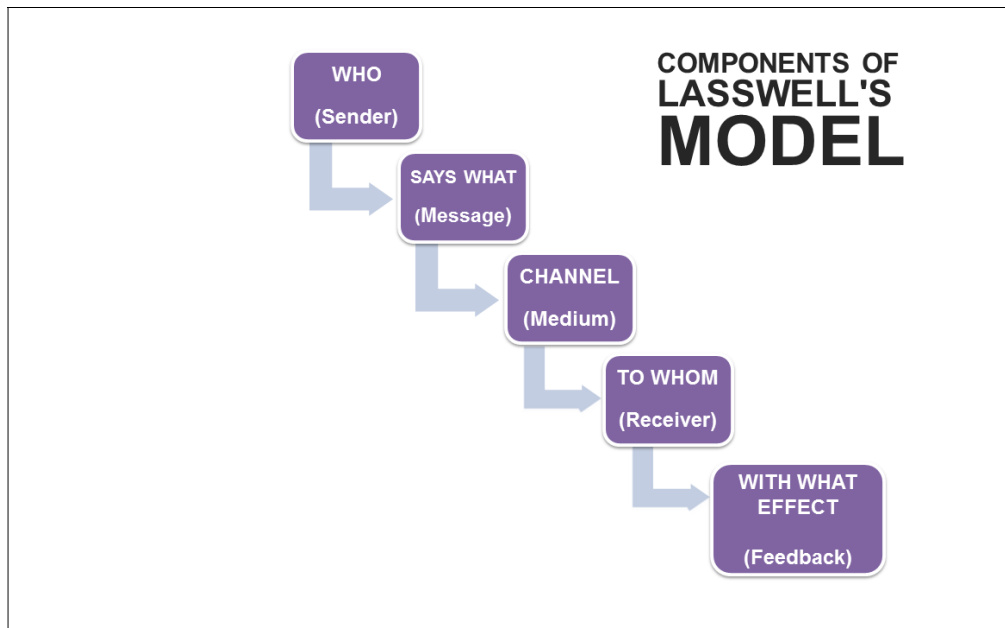 COMPONENTS OF
LASSWELL'S
MODEL
WHO
(Sender)
SAYS WHAT
(Message)
CHANNEL
(Medium)
TO WHOM
(Receiver)
WITH WHAT
EFFECT
(Feedback)